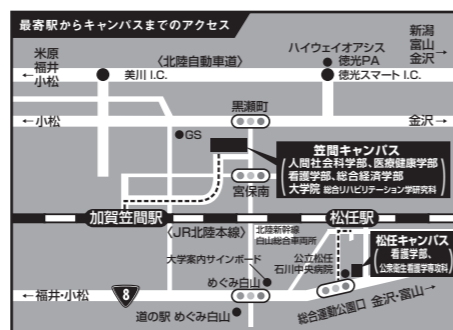 最寄駅からキャンパスまでのアクセス
米原
福井
←小松
〈北陸自動車道〉
美川 I.C.
ハイウェイオアシス
徳光PA
徳光スマート I.C.
新潟
富山
金沢→
←小松
黒瀬町
金沢→
GS
笠間キャンパス
人間社会科学部、医療健康学部
看護学部、総合経済学部
大学院 総合リハビリテーション学研究科
宮保南
加賀笠間駅
松任駅
〈JR北陸本線〉
北陸新幹線
白山総合車両所
大学案内サインボード
公立松任
石川中央病院
松任キャンパス
看護学部、
公衆衛生看護学専攻科
←福井・小松
8
めぐみ白山
道の駅 めぐみ白山
総合運動公園口
金沢・富山→